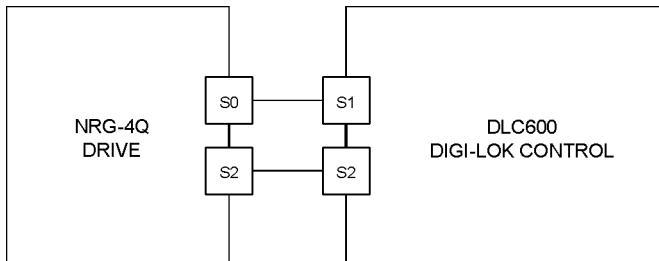 S0
S1
NRG-4Q
DRIVE
DLC600
DIGI-LOK CONTROL
S2
S2